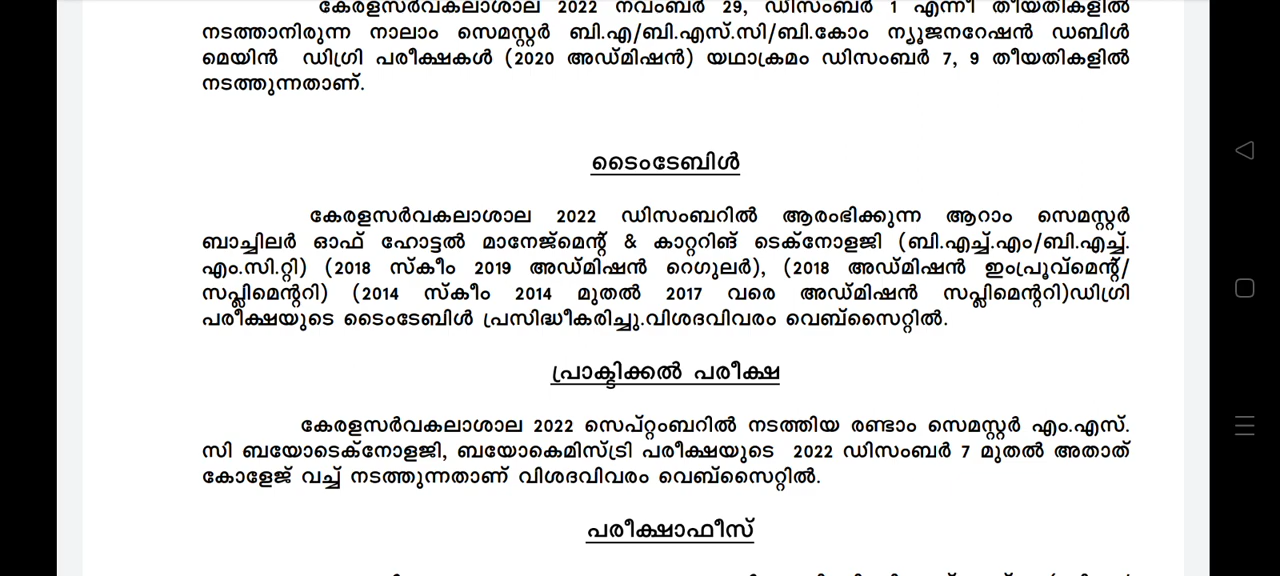 കേരളസർവകലാശാല 2022 നവംബർ 29, ഡിസംബർ 1 എന്നീ തീയതികളിൽ
നടത്താനിരുന്ന നാലാം സെമസ്റ്റർ ബി.എ/ബി.എസ്.സി/ബി.കോം ന്യൂജനറേഷൻ ഡബിൾ
മെയിൻ ഡിഗ്രി പരീക്ഷകൾ (2020 അഡ്മിഷൻ) യഥാക്രമം ഡിസംബർ 7, 9 തീയതികളിൽ
നടത്തുന്നതാണ്.
ടൈംടേബിൾ
കേരളസർവകലാശാല 2022 ഡിസംബറിൽ ആരംഭിക്കുന്ന ആറാം സെമസ്റ്റർ
ബാച്ചിലർ ഓഫ് ഹോട്ടൽ മാനേജ്മെന്റ് & കാറ്ററിങ് ടെക്നോളജി (ബി.എച്ച്.എം/ബി.എച്ച്.
എം.സി.റ്റി) (2018 സ്കീം 2019 അഡ്മിഷൻ റെഗുലർ), (2018 അഡ്മിഷൻ ഇംപ്രൂവ്മെന്റ്/
സപ്ലിമെന്ററി) (2014 സ്കീം 2014 മുതൽ 2017 വരെ അഡ്മിഷൻ സപ്ലിമെന്ററി)ഡിഗ്രി
പരീക്ഷയുടെ ടൈംടേബിൾ പ്രസിദ്ധീകരിച്ചു.വിശദവിവരം വെബ്സൈറ്റിൽ.
പ്രാക്ടിക്കൽ പരീക്ഷ
കേരളസർവകലാശാല 2022 സെപ്റ്റംബറിൽ നടത്തിയ രണ്ടാം സെമസ്റ്റർ എം.എസ്.
സി ബയോടെക്നോളജി, ബയോകെമിസ്ട്രി പരീക്ഷയുടെ 2022 ഡിസംബർ 7 മുതൽ അതാത്
കോളേജ് വച്ച് നടത്തുന്നതാണ് വിശദവിവരം വെബ്സൈറ്റിൽ.
പരീക്ഷാഫീസ്